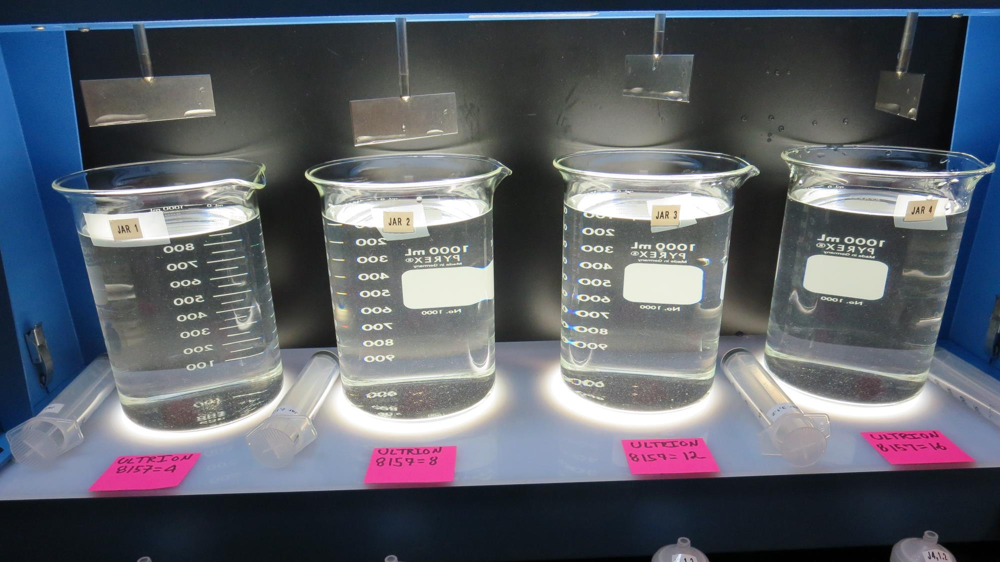 JAR 1
800
700
600
500
400
300
200
100
JAR 2
200
300
400
500
600
700
800
900
1000 mL
PYREX®
Made in Germany
No. 1000
JAR 3
200
300
400
500
600
700
800
900
1000 mL
PYREX®
Made in Germany
No. 1000
JAR 4
1000 mL
PYREX®
Made in Germany
No. 1000
ULTRION
8157=4
ULTRION
8157=8
ULTRION
8157=12
ULTRION
8157=16
J4,1.2